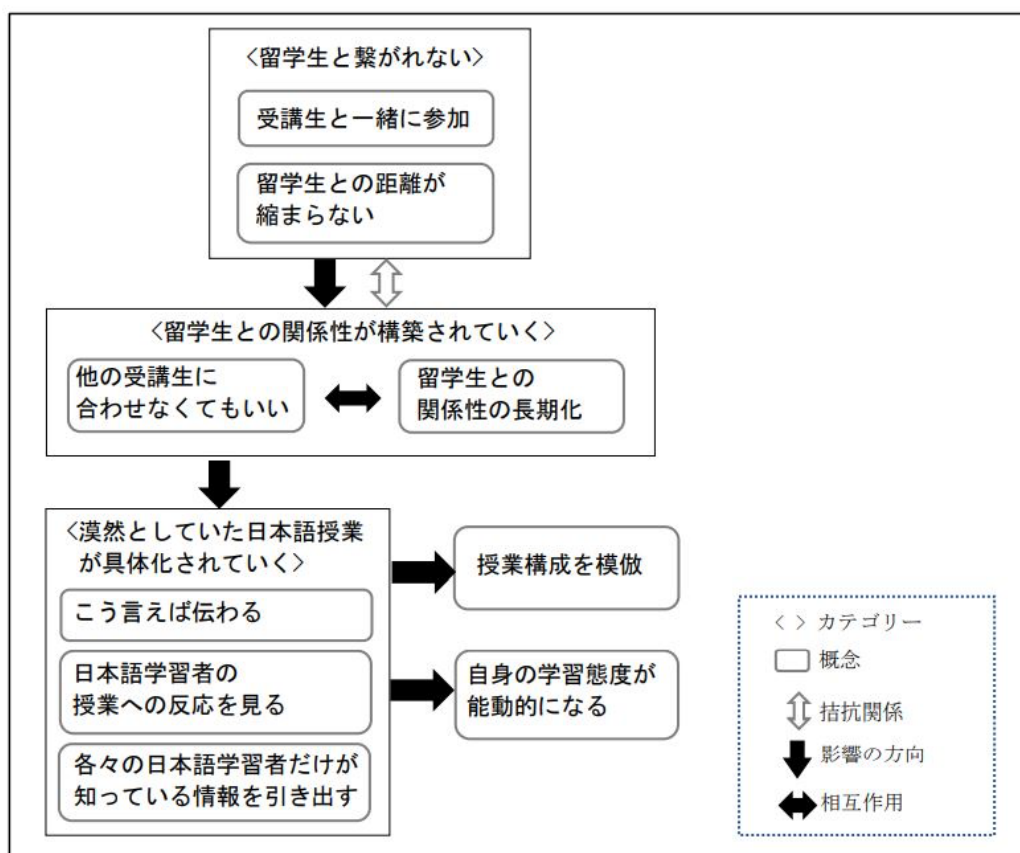 <留学生と繋がれない>
受講生と一緒に参加
留学生との距離が
縮まらない
<留学生との関係性が構築されていく>
他の受講生に
合わせなくてもいい
留学生との
関係性の長期化
<漠然としていた日本語授業
が具体化されていく>
こう言えば伝わる
日本語学習者の
授業への反応を見る
各々の日本語学習者だけが
知っている情報を引き出す
授業構成を模倣
自身の学習態度が
能動的になる
< > カテゴリー
概念
拮抗関係
影響の方向
相互作用